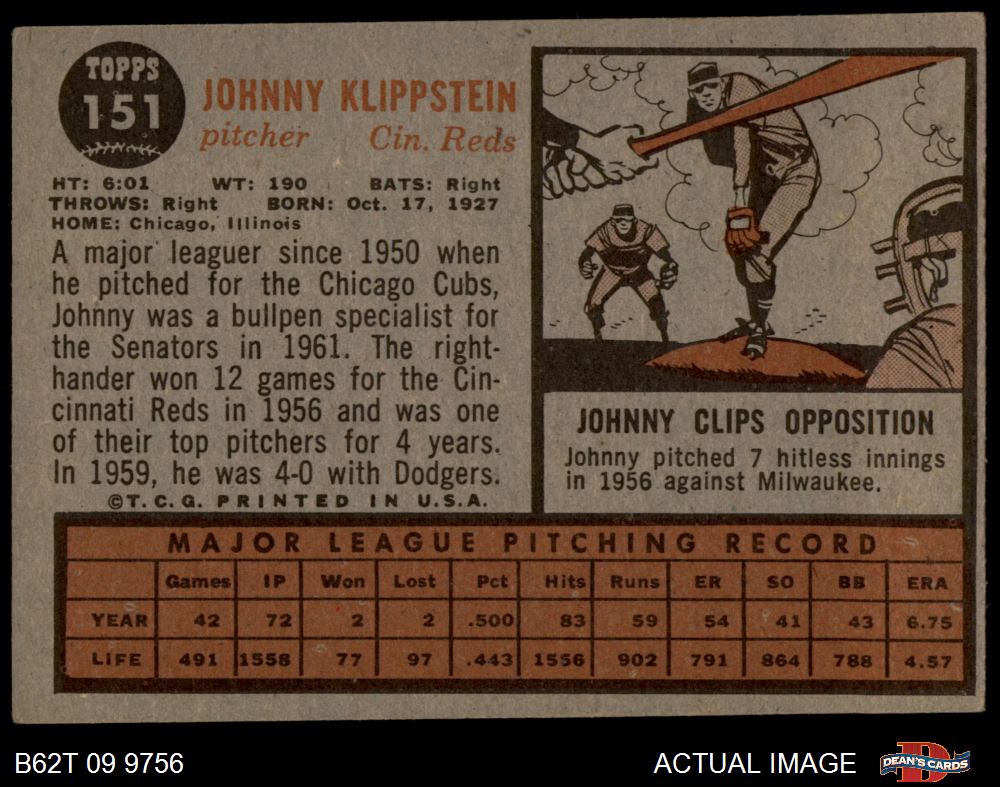 TOPPS
151
JOHNNY KLIPPSTEIN
pitcher Cin. Reds
HT: 6:01 WT: 190 BATS: Right
THROWS: Right BORN: Oct. 17, 1927
HOME: Chicago, Illinois
A major leaguer since 1950 when
he pitched for the Chicago Cubs,
Johnny was a bullpen specialist for
the Senators in 1961. The right-
hander won 12 games for the Cin-
cinnati Reds in 1956 and was one
of their top pitchers for 4 years.
In 1959, he was 4-0 with Dodgers.
©T.C.G. PRINTED IN U.S.A.
JOHNNY CLIPS OPPOSITION
Johnny pitched 7 hitless innings
in 1956 against Milwaukee.
MAJOR LEAGUE PITCHING RECORD
Games IP Won Lost Pct Hits Runs ER SO BB ERA
YEAR 42 72 2 2 .500 83 59 54 41 43 6.75
LIFE 491 1558 77 97 .443 1556 902 791 864 788 4.57
B62T 09 9756 ACTUAL IMAGE DEAN'S CARDS